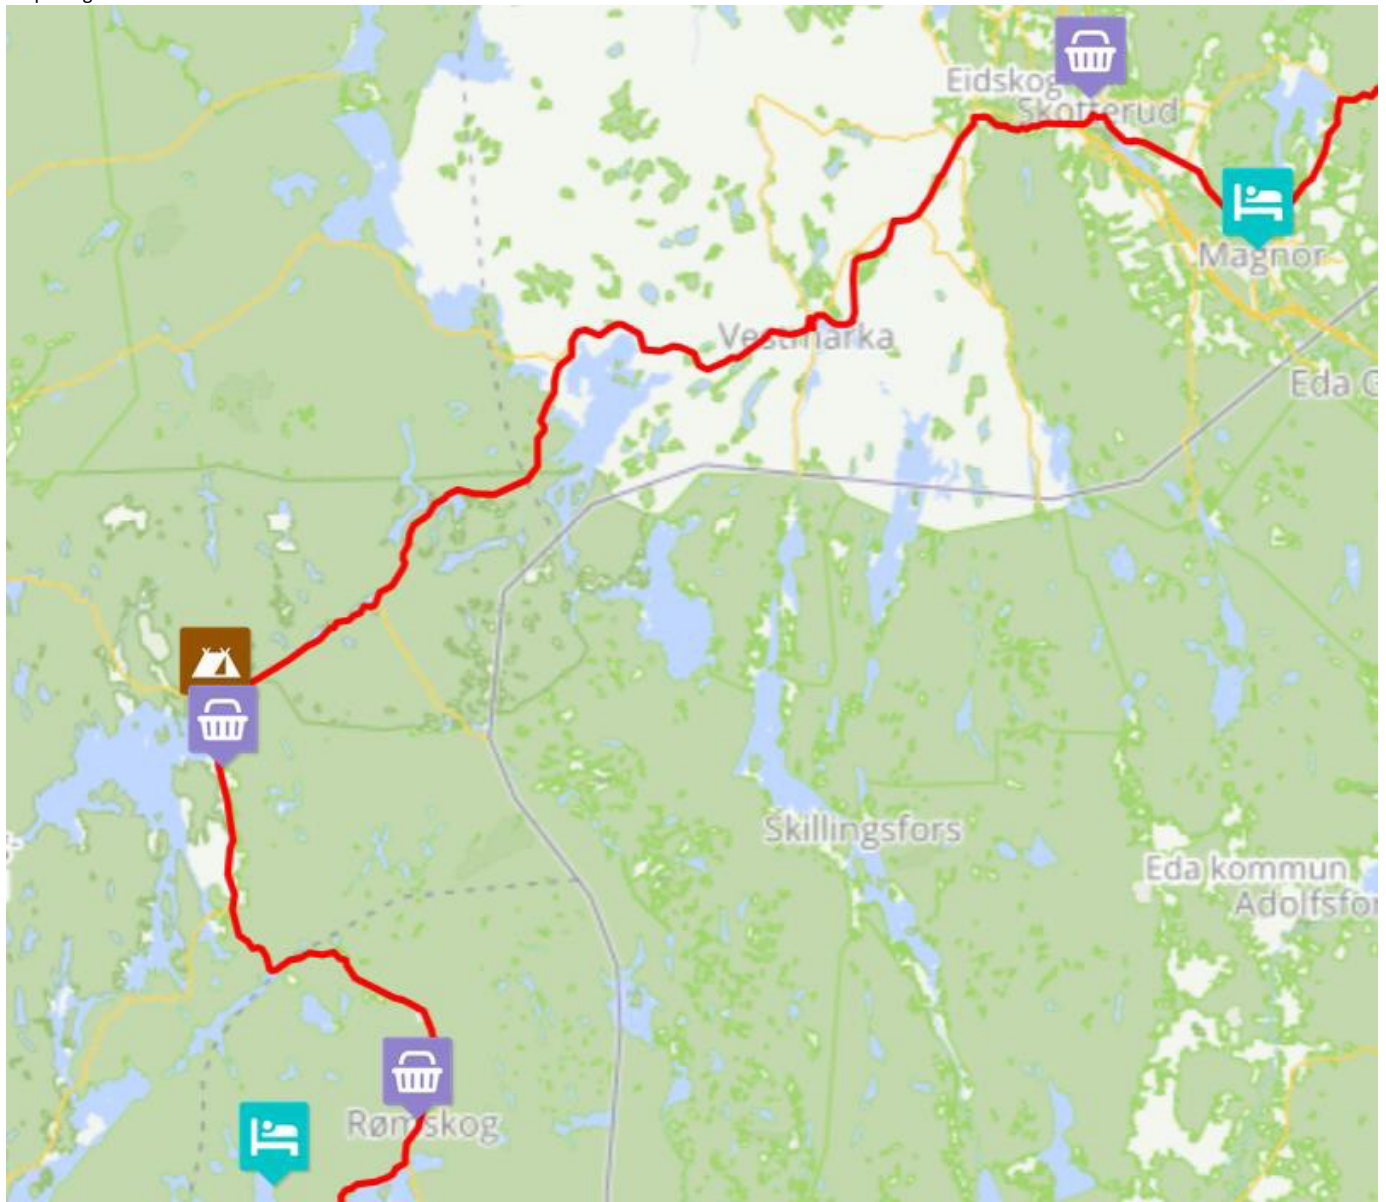 Eidskog
Skotterud
Magnor
Vestmarka
Eda G
Skillingsfors
Eda kommun
Adolfsfor
Rømskog